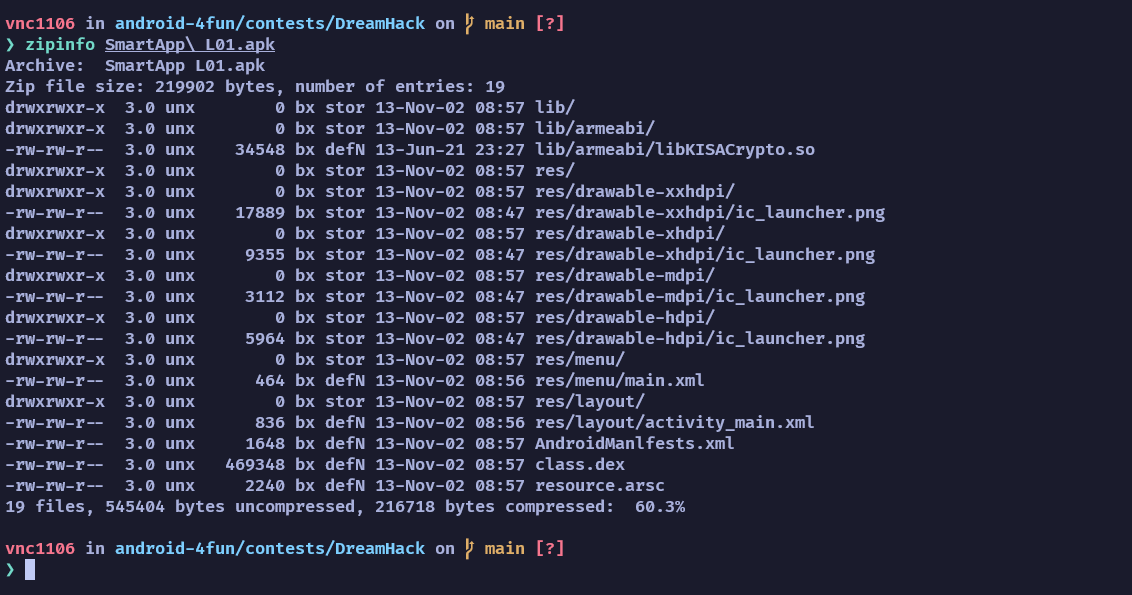 vnc1106 in android-4fun/contests/DreamHack on main [?]
❯ zipinfo SmartApp\ L01.apk
Archive:  SmartApp L01.apk
Zip file size: 219902 bytes, number of entries: 19
drwxrwxr-x  3.0 unx        0 bx stor 13-Nov-02 08:57 lib/
drwxrwxr-x  3.0 unx        0 bx stor 13-Nov-02 08:57 lib/armeabi/
-rw-rw-r--  3.0 unx    34548 bx defN 13-Jun-21 23:27 lib/armeabi/libKISACrypto.so
drwxrwxr-x  3.0 unx        0 bx stor 13-Nov-02 08:57 res/
drwxrwxr-x  3.0 unx        0 bx stor 13-Nov-02 08:57 res/drawable-xxhdpi/
-rw-rw-r--  3.0 unx    17889 bx stor 13-Nov-02 08:47 res/drawable-xxhdpi/ic_launcher.png
drwxrwxr-x  3.0 unx        0 bx stor 13-Nov-02 08:57 res/drawable-xhdpi/
-rw-rw-r--  3.0 unx     9355 bx stor 13-Nov-02 08:47 res/drawable-xhdpi/ic_launcher.png
drwxrwxr-x  3.0 unx        0 bx stor 13-Nov-02 08:57 res/drawable-mdpi/
-rw-rw-r--  3.0 unx     3112 bx stor 13-Nov-02 08:47 res/drawable-mdpi/ic_launcher.png
drwxrwxr-x  3.0 unx        0 bx stor 13-Nov-02 08:57 res/drawable-hdpi/
-rw-rw-r--  3.0 unx     5964 bx stor 13-Nov-02 08:47 res/drawable-hdpi/ic_launcher.png
drwxrwxr-x  3.0 unx        0 bx stor 13-Nov-02 08:57 res/menu/
-rw-rw-r--  3.0 unx      464 bx defN 13-Nov-02 08:56 res/menu/main.xml
drwxrwxr-x  3.0 unx        0 bx stor 13-Nov-02 08:57 res/layout/
-rw-rw-r--  3.0 unx      836 bx defN 13-Nov-02 08:56 res/layout/activity_main.xml
-rw-rw-r--  3.0 unx     1648 bx defN 13-Nov-02 08:57 AndroidManlfests.xml
-rw-rw-r--  3.0 unx   469348 bx defN 13-Nov-02 08:57 class.dex
-rw-rw-r--  3.0 unx     2240 bx defN 13-Nov-02 08:57 resource.arsc
19 files, 545404 bytes uncompressed, 216718 bytes compressed:  60.3%
vnc1106 in android-4fun/contests/DreamHack on main [?]
❯